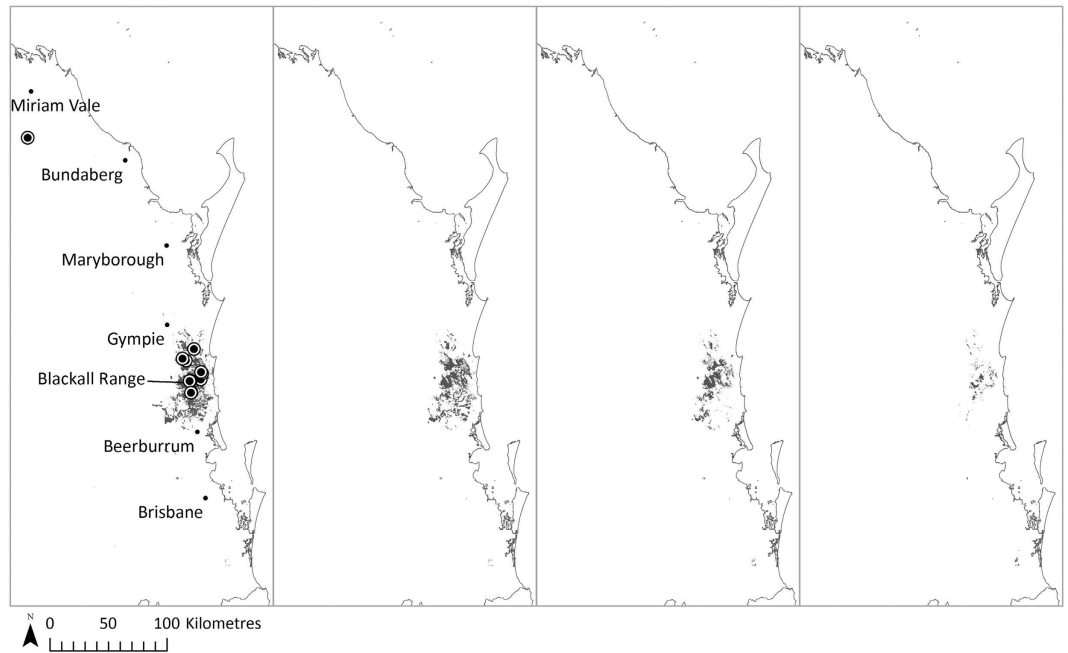 Miriam Vale
Bundaberg
Maryborough
Gympie
Blackall Range
Beerburrum
Brisbane
N
0 50 100 Kilometres